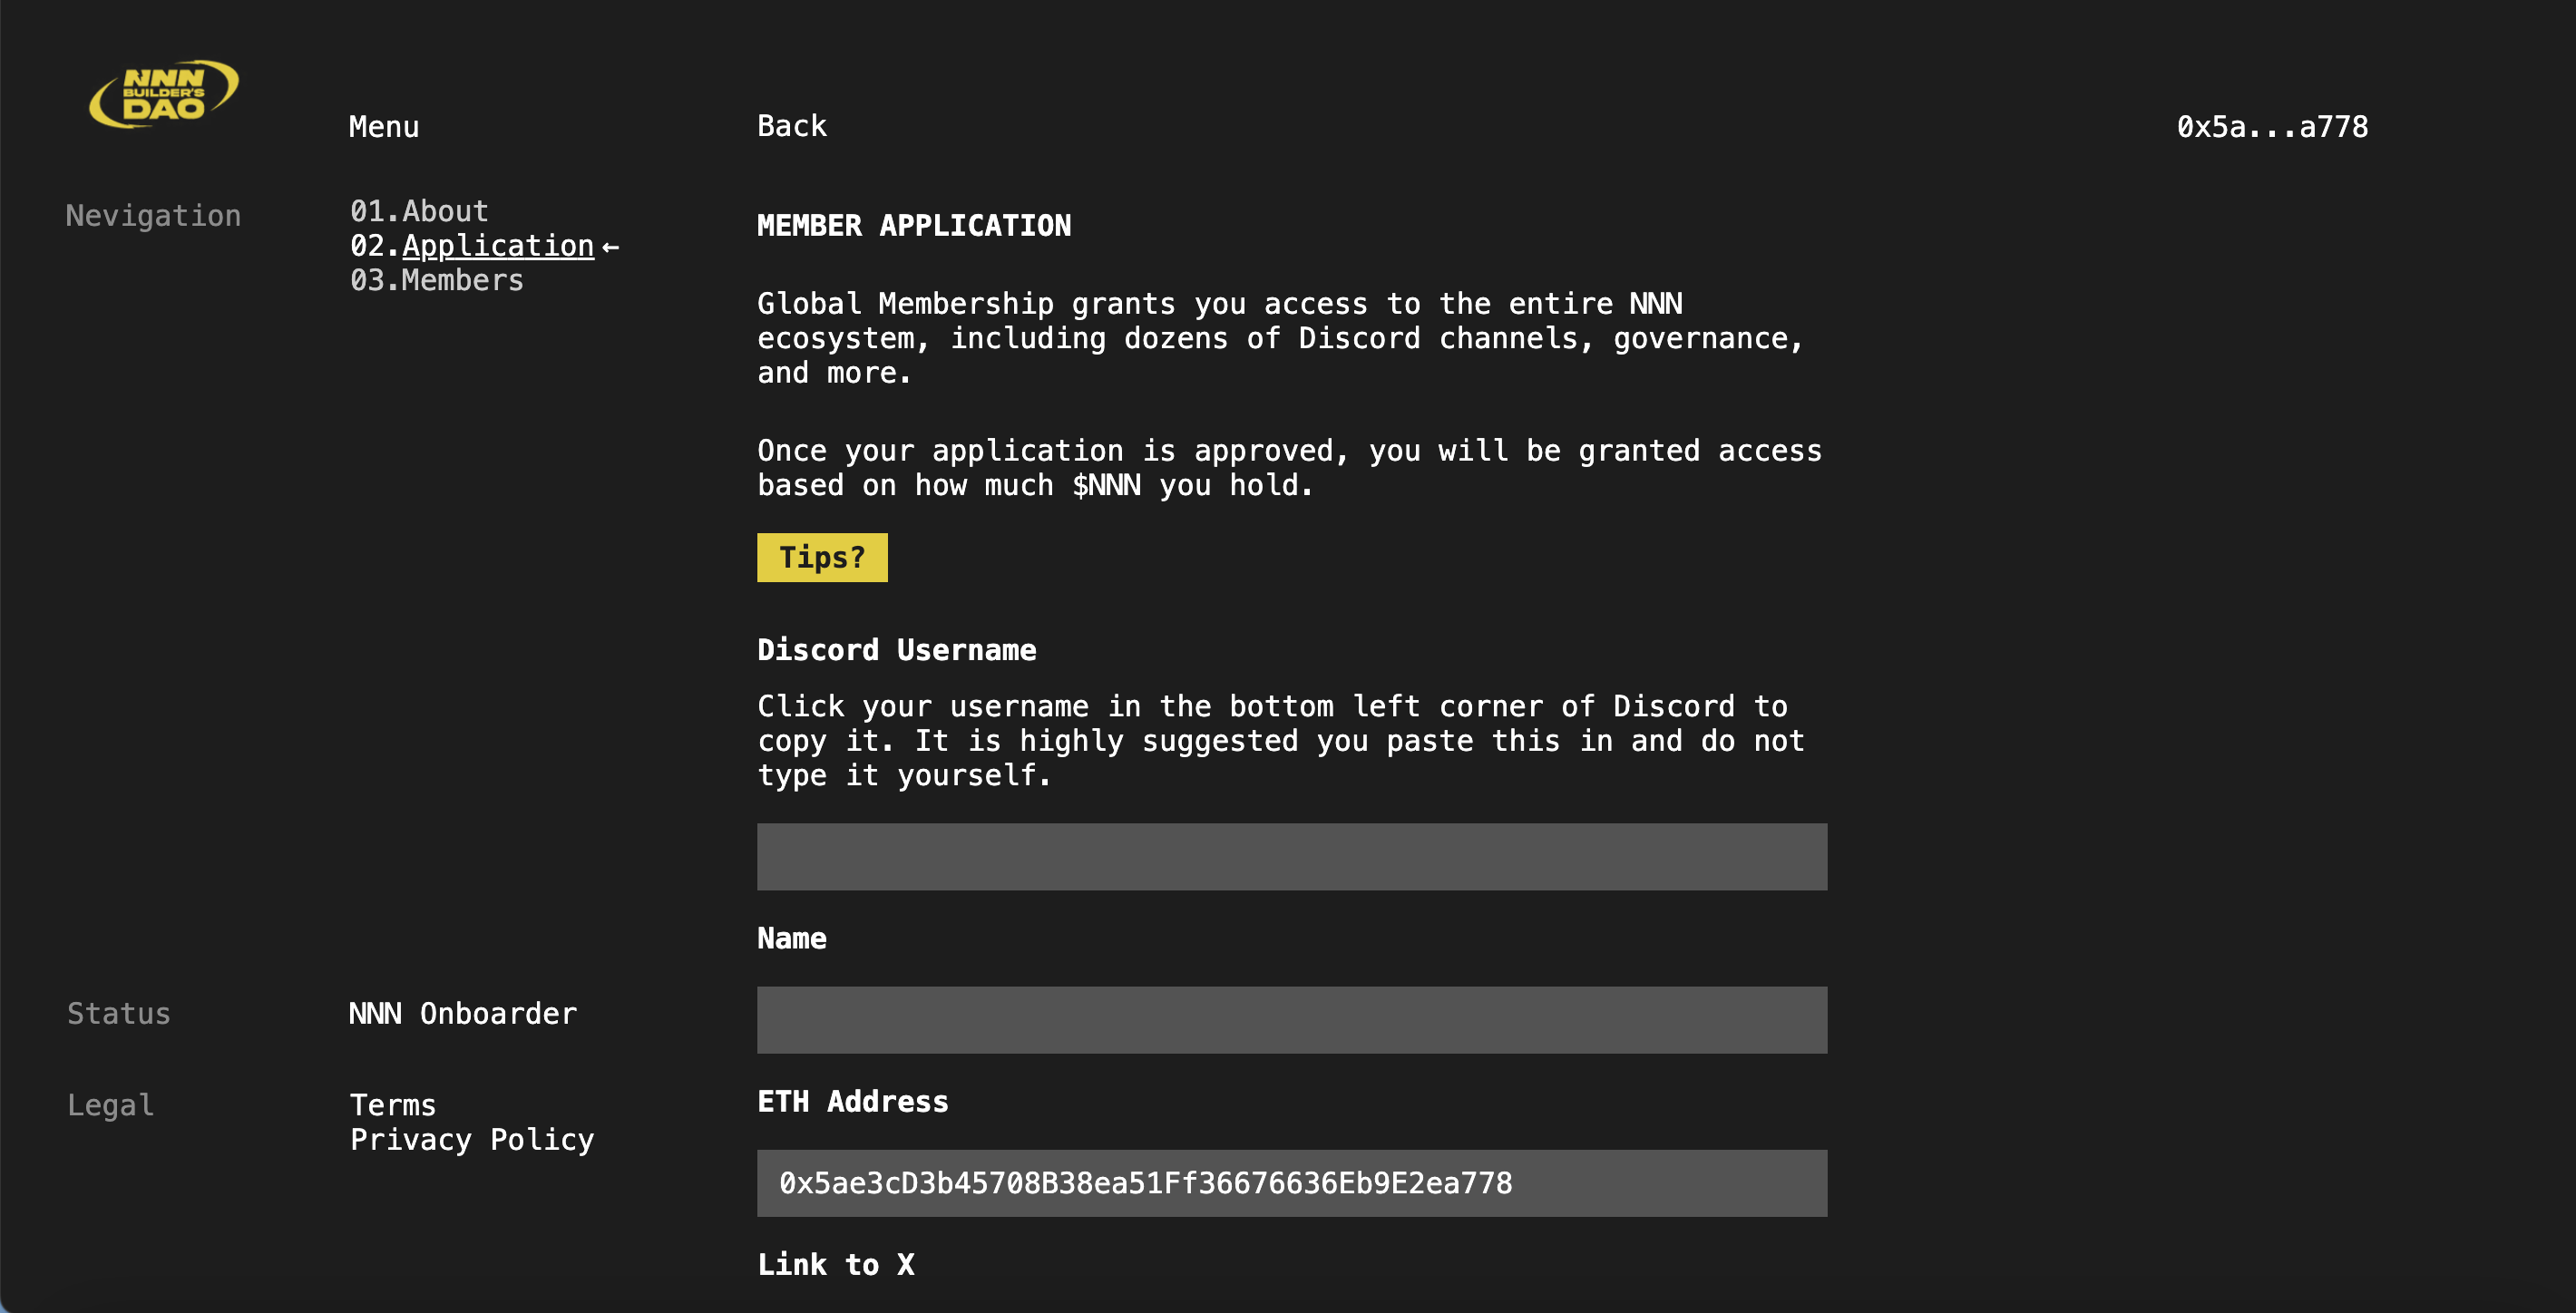 NNN
BUILDER'S
DAO
Menu
Back
0x5a...a778
Nevigation
01.About
02.Application←
03.Members
MEMBER APPLICATION
Global Membership grants you access to the entire NNN
ecosystem, including dozens of Discord channels, governance,
and more.
Once your application is approved, you will be granted access
based on how much $NNN you hold.
Tips?
Discord Username
Click your username in the bottom left corner of Discord to
copy it. It is highly suggested you paste this in and do not
type it yourself.
Name
Status
NNN Onboarder
Legal
Terms
Privacy Policy
ETH Address
0x5ae3cD3b45708B38ea51Ff36676636Eb9E2ea778
Link to X